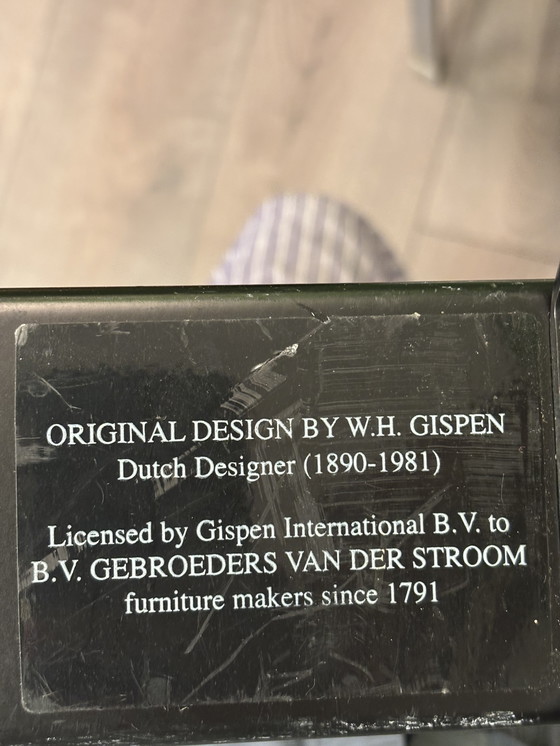 ORIGINAL DESIGN BY W.H. GISPEN
Dutch Designer (1890-1981)
Licensed by Gispen International B.V. to
B.V. GEBROEDERS VAN DER STROOM
furniture makers since 1791